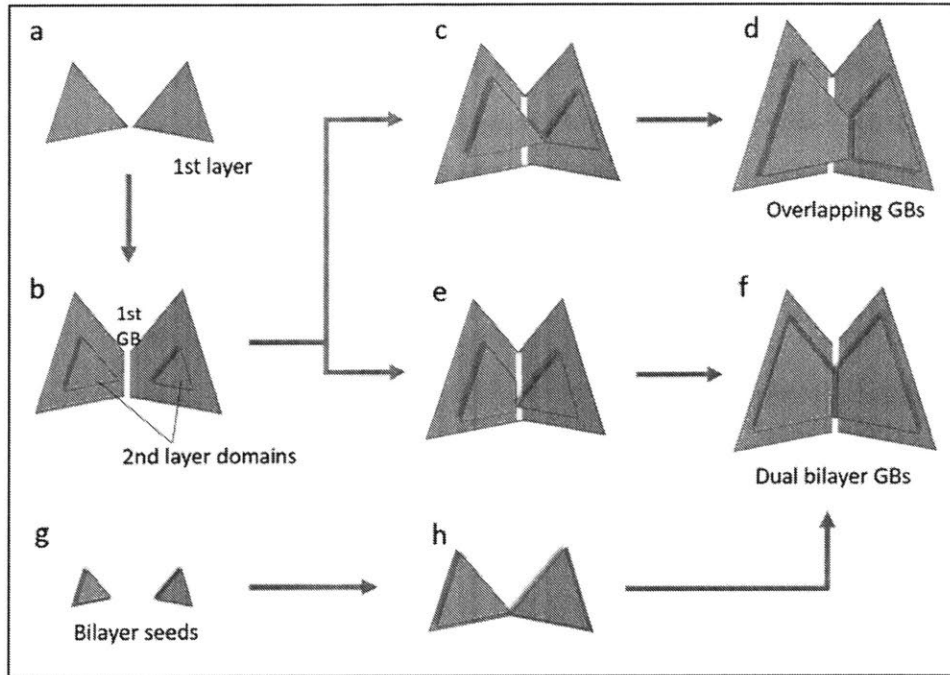 a
1st layer
b
1st
GB
2nd layer domains
c
d
Overlapping GBs
e
f
Dual bilayer GBs
g
Bilayer seeds
h